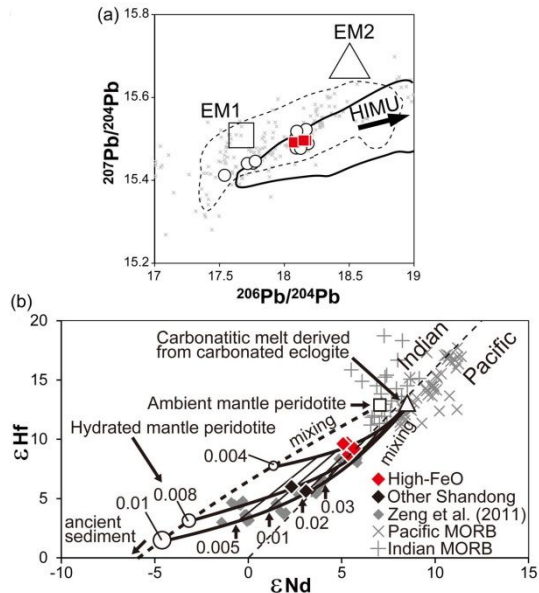 (a)
15.8
15.6
15.4
15.2
207Pb/204Pb
EM2
EM1
HIMU
17
17.5
18
18.5
19
206Pb/204Pb
(b)
20
15
10
5
0
εHf
Carbonatitic melt derived
from carbonated eclogite
Indian
Pacific
Ambient mantle peridotite
mixing
mixing
Hydrated mantle peridotite
0.004
0.008
0.01
ancient
sediment
0.03
0.02
0.01
0.005
High-FeO
Other Shandong
Zeng et al. (2011)
Pacific MORB
Indian MORB
-10
-5
0
5
10
15
εNd